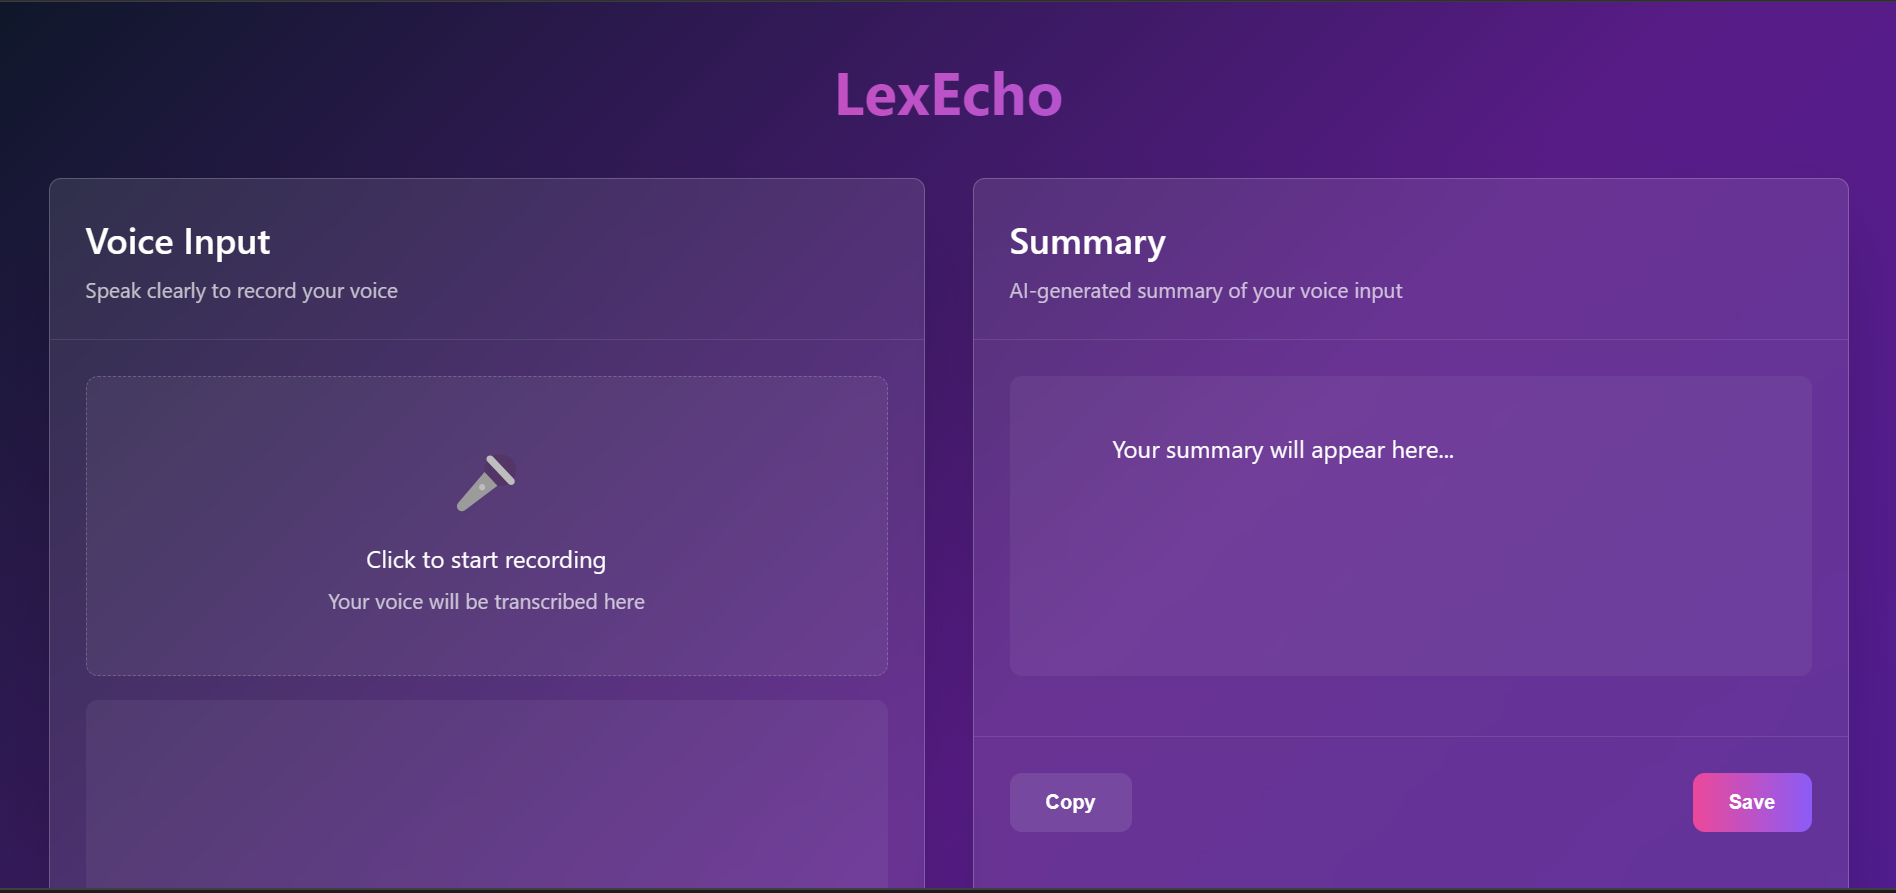 LexEcho
Voice Input
Speak clearly to record your voice
Click to start recording
Your voice will be transcribed here
Summary
AI-generated summary of your voice input
Your summary will appear here...
Copy
Save